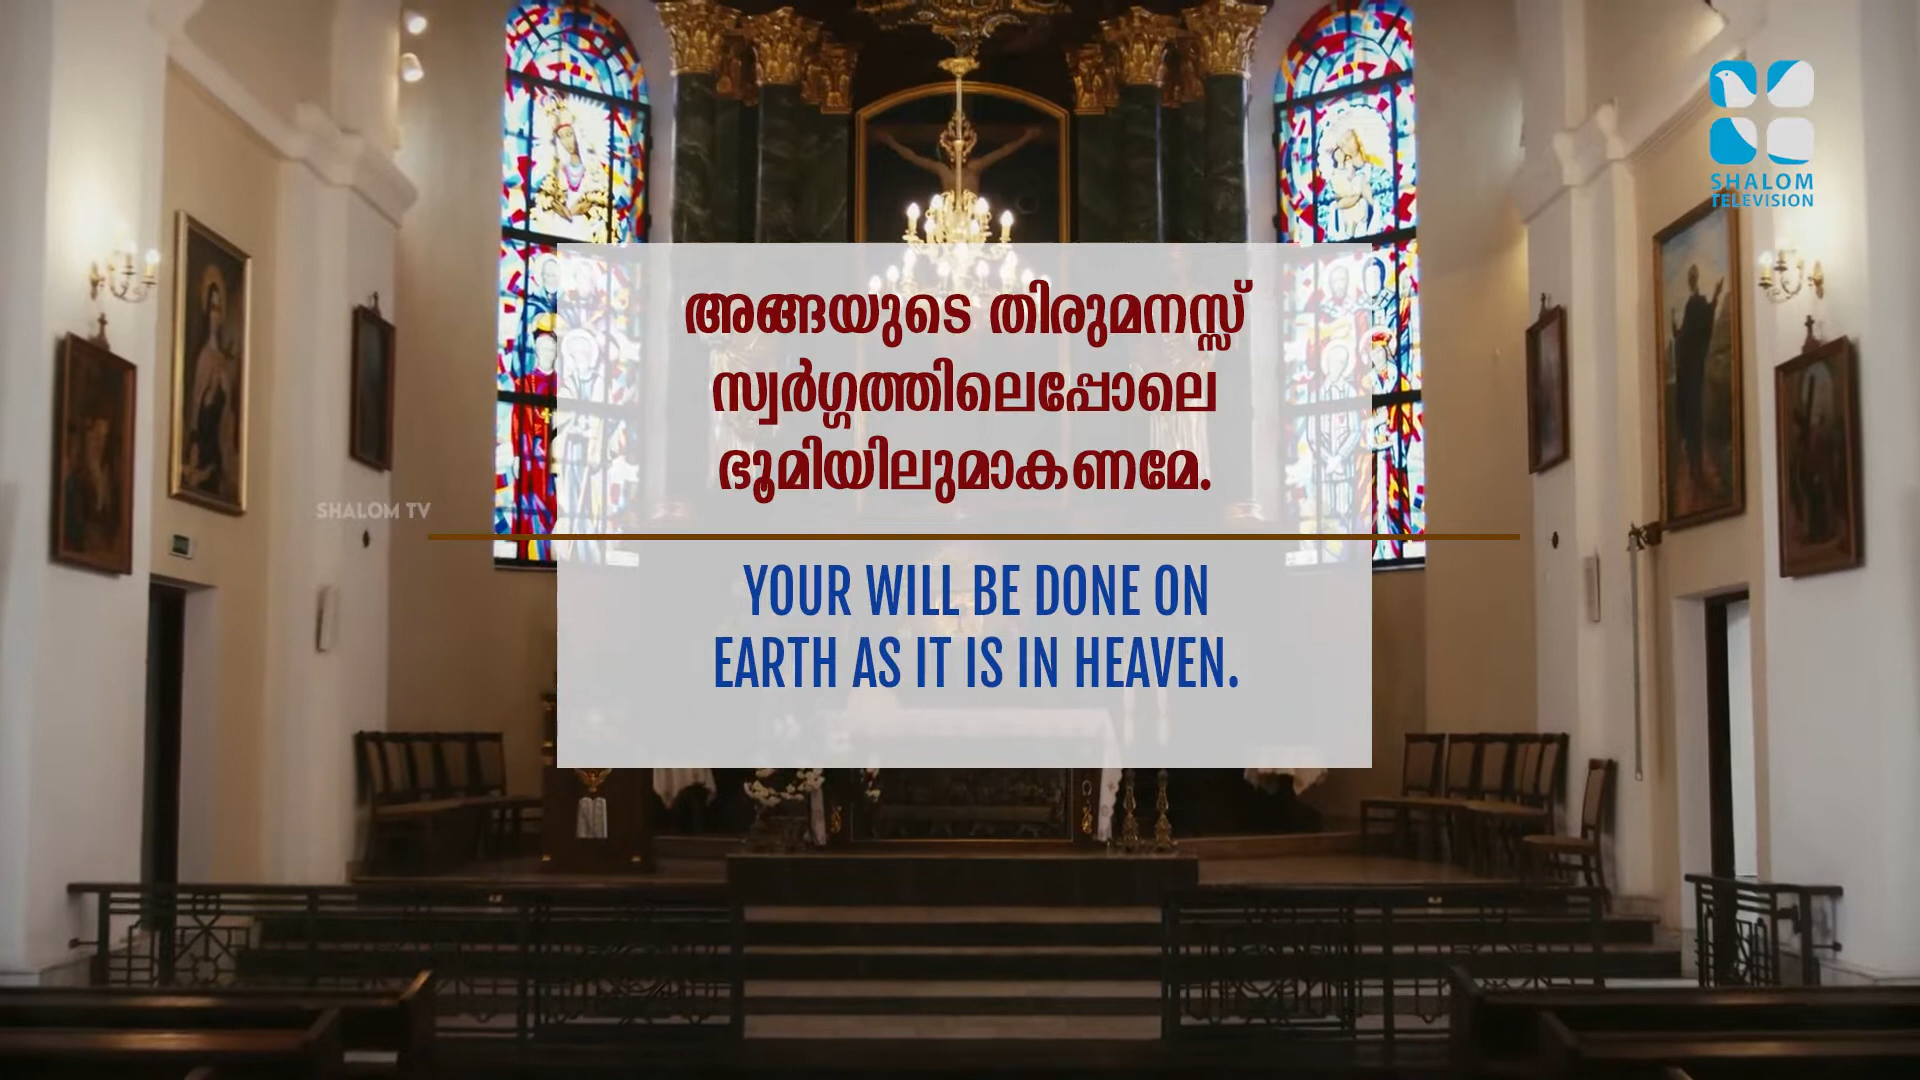 SHALOM
TELEVISION
അങ്ങയുടെ തിരുമനസ്സ്
സ്വർഗ്ഗത്തിലെപ്പോലെ
ഭൂമിയിലുമാകണമേ.
SHALOM TV
YOUR WILL BE DONE ON
EARTH AS IT IS IN HEAVEN.